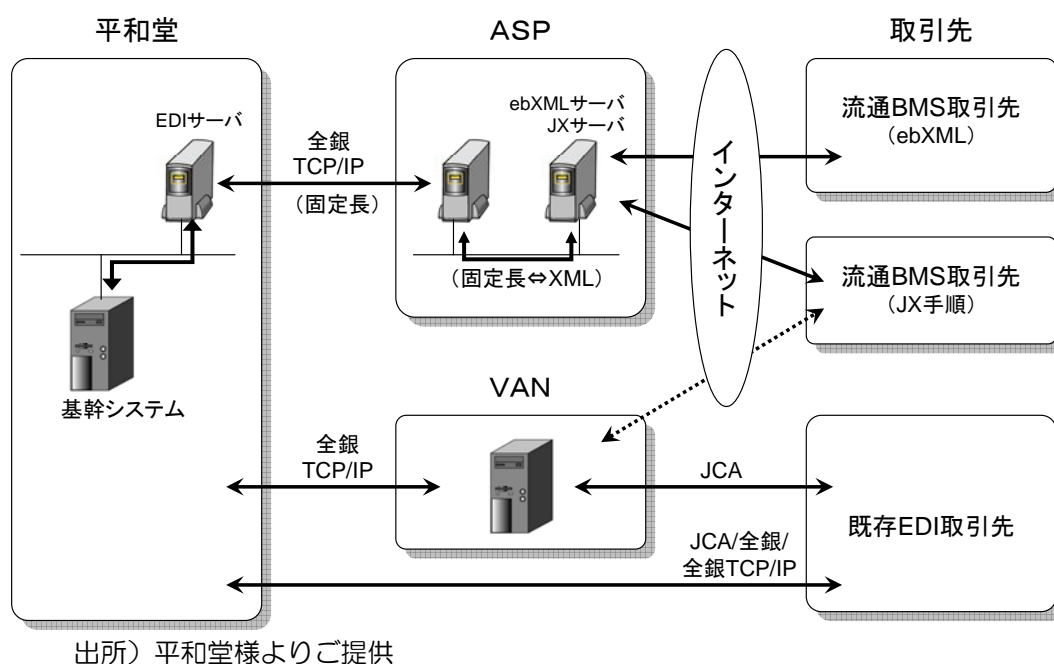 平和堂
ASP
取引先
EDIサーバ
全銀
TCP/IP
（固定長）
ebXMLサーバ
JXサーバ
（固定長⇔XML）
インターネット
流通BMS取引先
（ebXML）
流通BMS取引先
（JX手順）
基幹システム
VAN
全銀
TCP/IP
JCA
既存EDI取引先
JCA/全銀/
全銀TCP/IP
出所）平和堂様よりご提供